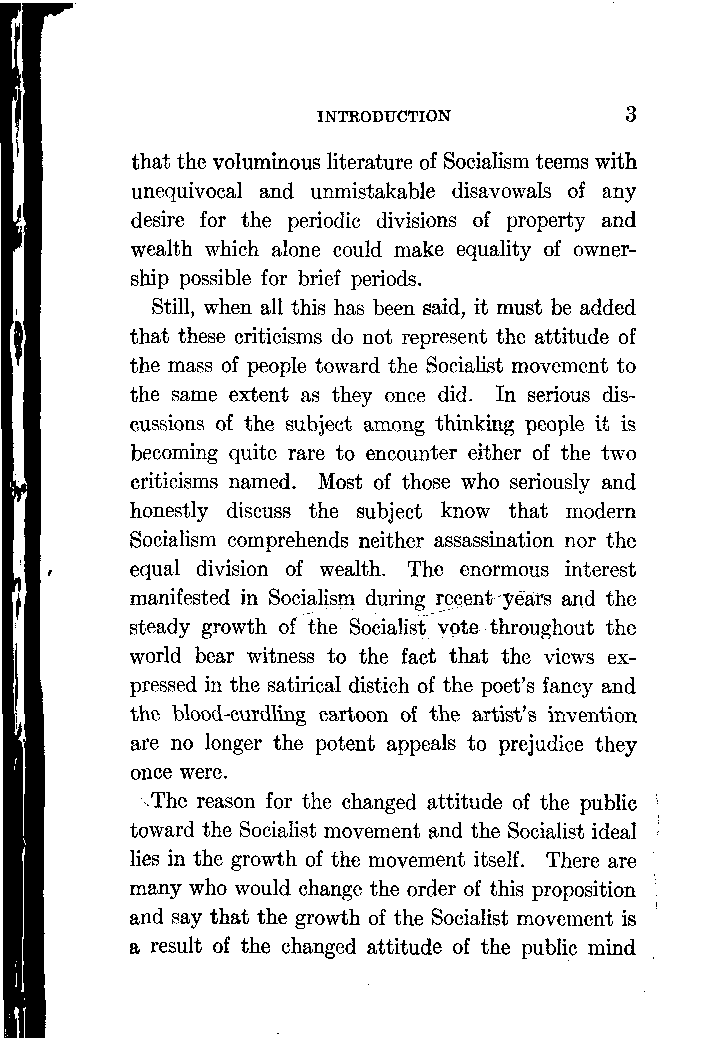 INTRODUCTION 3
that the voluminous literature of Socialism teems with
unequivocal and unmistakable disavowals of any
desire for the periodic divisions of property and
wealth which alone could make equality of owner-
ship possible for brief periods.
Still, when all this has been said, it must be added
that these criticisms do not represent the attitude of
the mass of people toward the Socialist movement to
the same extent as they once did. In serious dis-
cussions of the subject among thinking people it is
becoming quite rare to encounter either of the two
criticisms named. Most of those who seriously and
honestly discuss the subject know that modern
Socialism comprehends neither assassination nor the
equal division of wealth. The enormous interest
manifested in Socialism during recent years and the
steady growth of the Socialist vote throughout the
world bear witness to the fact that the views ex-
pressed in the satirical distich of the poet's fancy and
the blood-curdling cartoon of the artist's invention
are no longer the potent appeals to prejudice they
once were.
The reason for the changed attitude of the public
toward the Socialist movement and the Socialist ideal
lies in the growth of the movement itself. There are
many who would change the order of this proposition
and say that the growth of the Socialist movement is
a result of the changed attitude of the public mind